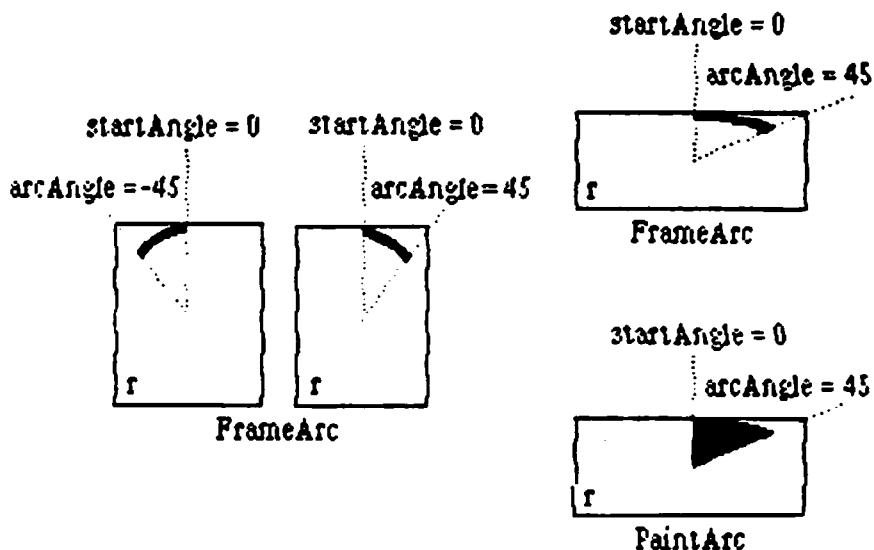 startAngle = 0
arcAngle = 45
startAngle = 0
startAngle = 0
arcAngle = -45
arcAngle = 45
r
FrameArc
r
r
FrameArc
startAngle = 0
arcAngle = 45
r
PaintArc